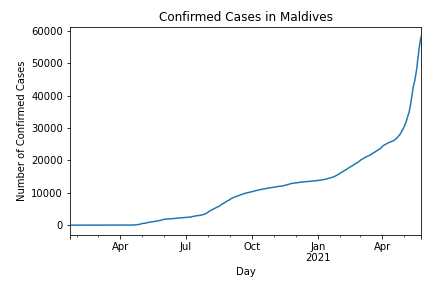 Confirmed Cases in Maldives
Number of Confirmed Cases
60000
50000
40000
30000
20000
10000
0
Apr
Jul
Oct
Jan
2021
Apr
Day